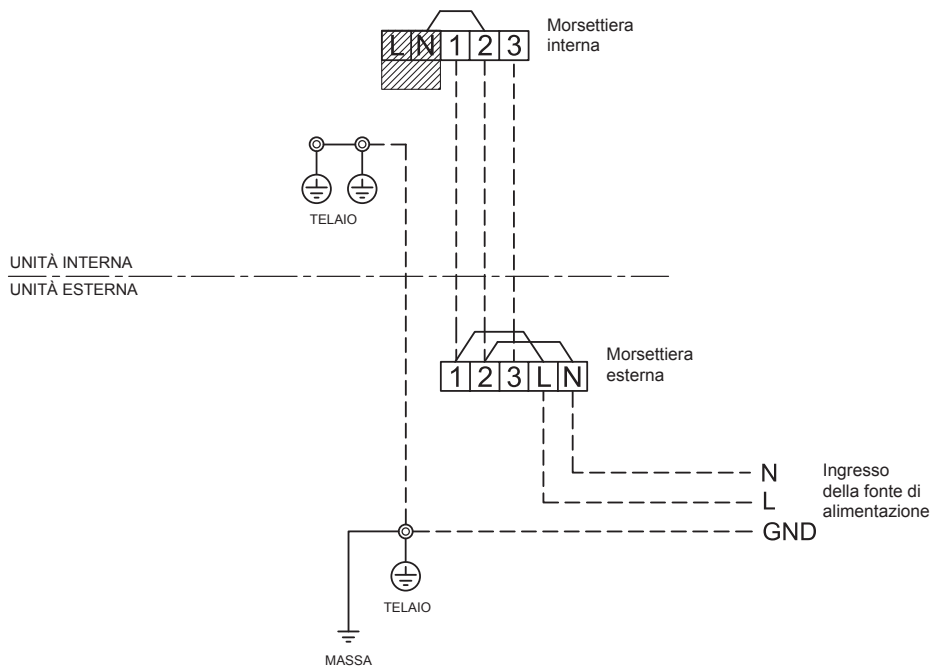 Morsettiera
interna
L N 1 2 3
TELAIO
UNITÀ INTERNA
UNITÀ ESTERNA
Morsettiera
esterna
1 2 3 L N
N
L
GND
Ingresso
della fonte di
alimentazione
TELAIO
MASSA